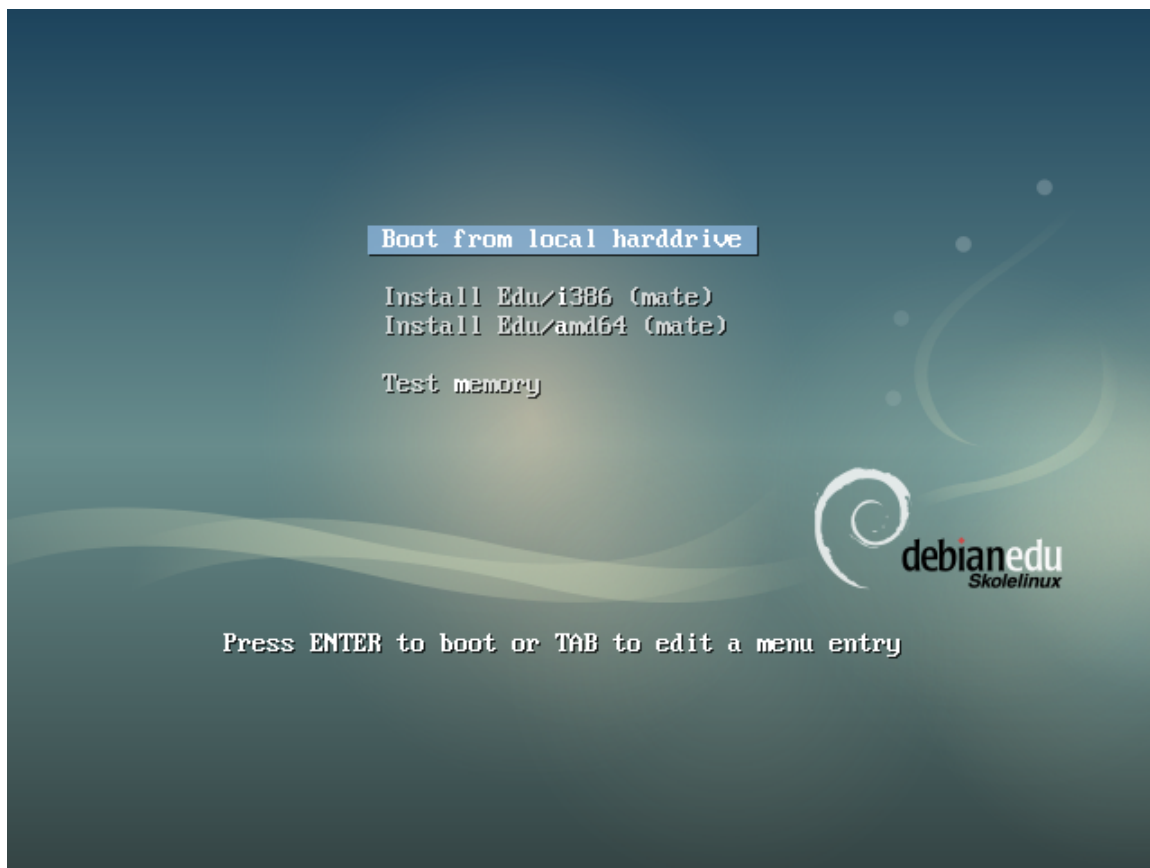 Boot from local harddrive
Install Edu/i386 (mate)
Install Edu/amd64 (mate)
Test memory
debianedu
Skolelinux
Press ENTER to boot or TAB to edit a menu entry